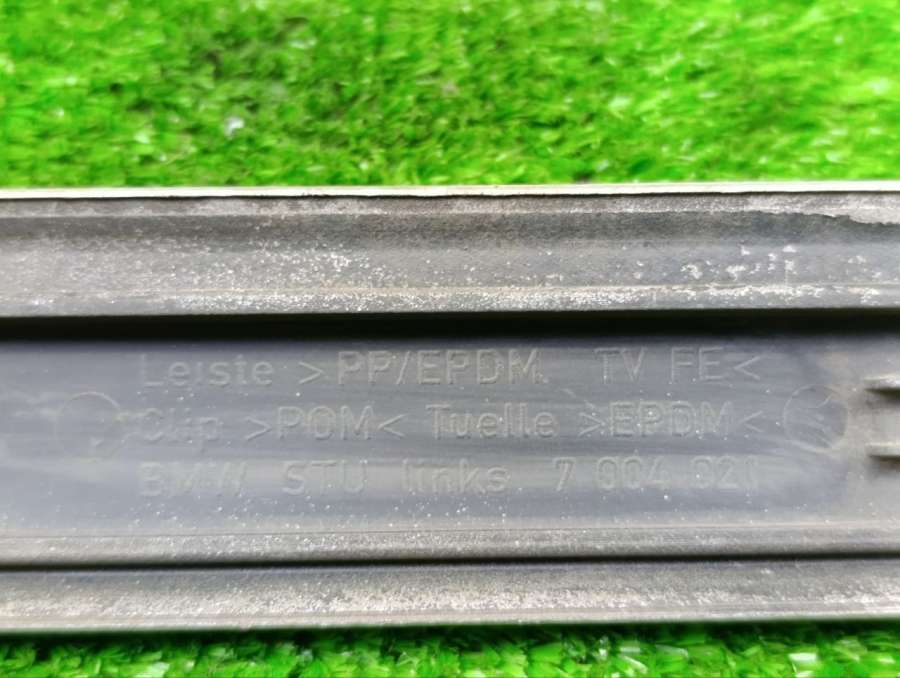 Leiste >PP/EPDM, TV FE<
Clip >POM< Tuelle >EPDM<
BMW STU links 7 004 021